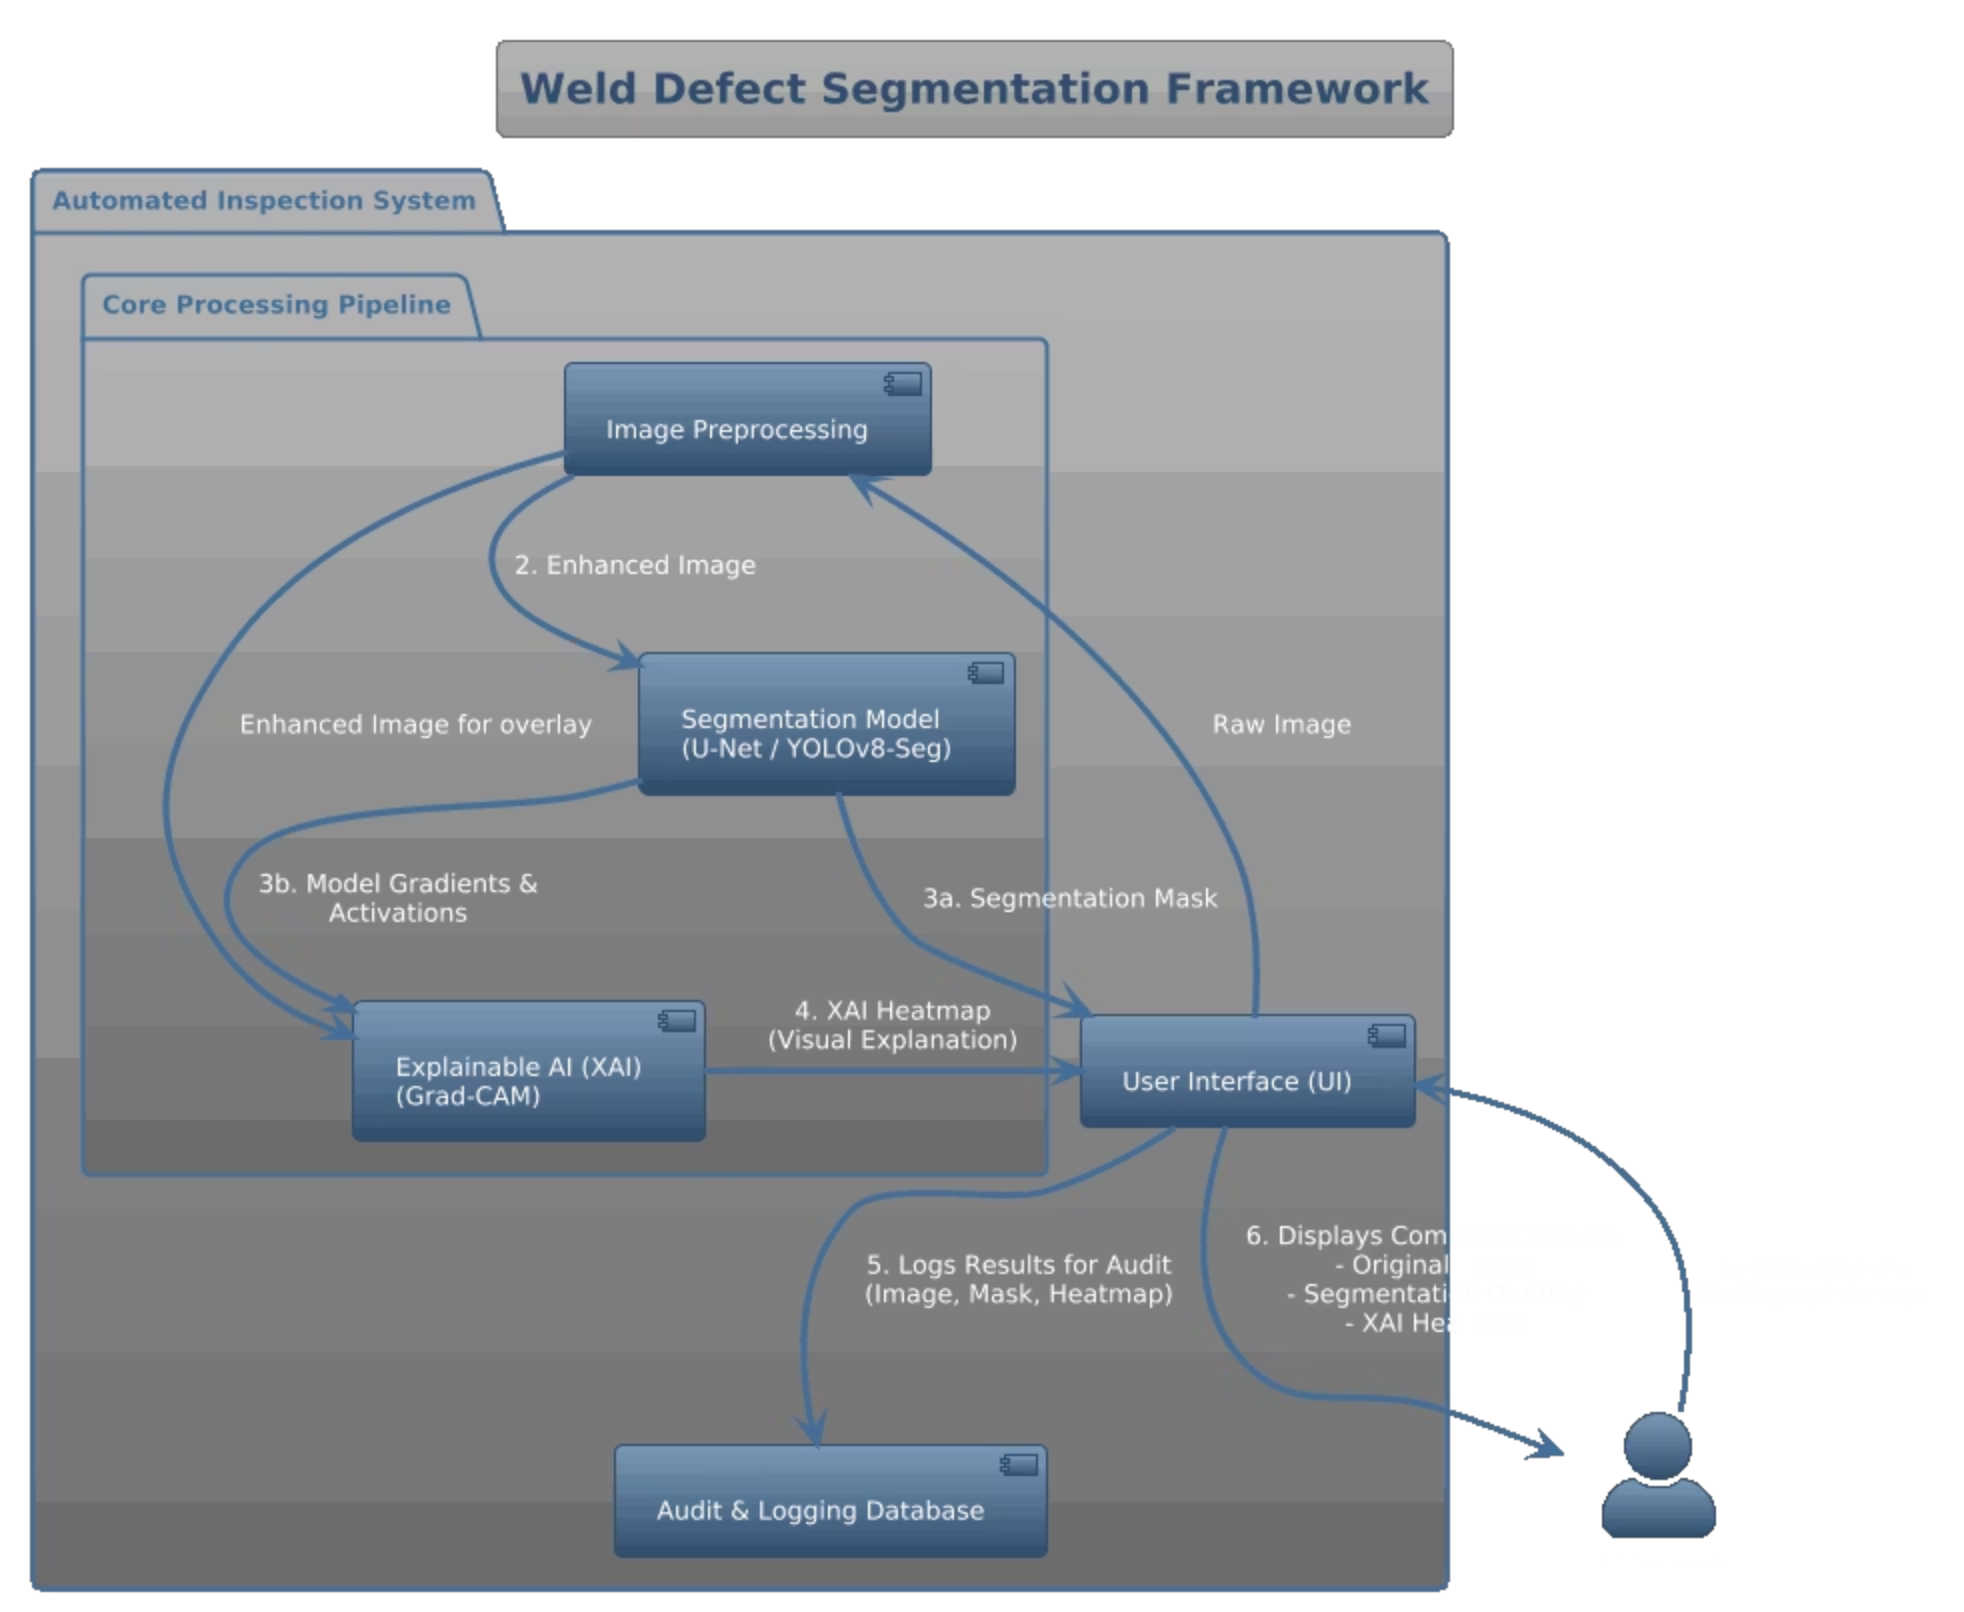 Weld Defect Segmentation Framework
Automated Inspection System
Core Processing Pipeline
Image Preprocessing
2. Enhanced Image
Segmentation Model
(U-Net / YOLOv8-Seg)
Enhanced Image for overlay
Raw Image
3b. Model Gradients &
Activations
3a. Segmentation Mask
4. XAI Heatmap
(Visual Explanation)
Explainable AI (XAI)
(Grad-CAM)
User Interface (UI)
5. Logs Results for Audit
(Image, Mask, Heatmap)
6. Displays
- Original
-
- XAI
Audit & Logging Database